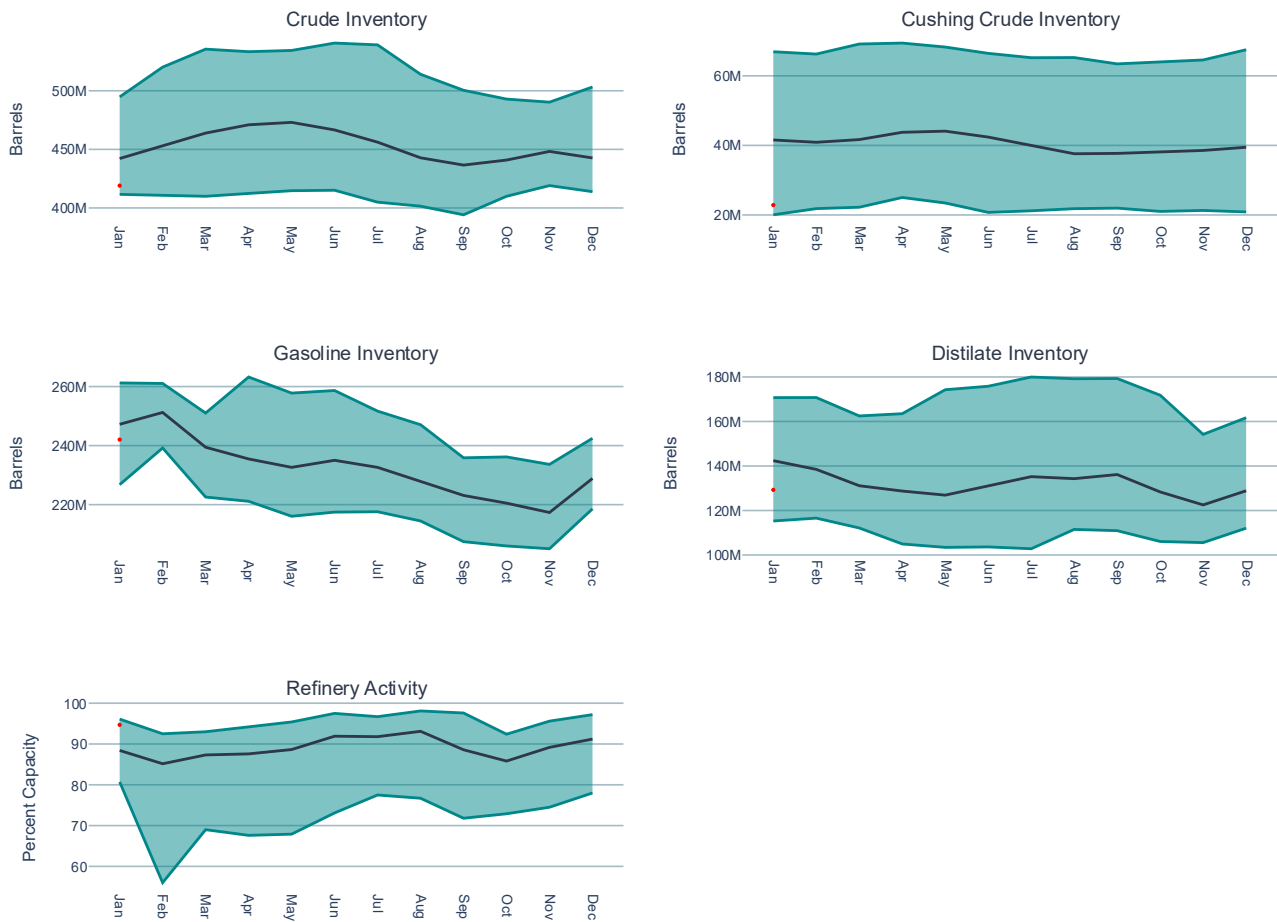 Crude Inventory
Barrels
500M
450M
400M
Jan
Feb
Mar
Apr
May
Jun
Jul
Aug
Sep
Oct
Nov
Dec
Cushing Crude Inventory
Barrels
60M
40M
20M
Jan
Feb
Mar
Apr
May
Jun
Jul
Aug
Sep
Oct
Nov
Dec
Gasoline Inventory
Barrels
260M
240M
220M
Jan
Feb
Mar
Apr
May
Jun
Jul
Aug
Sep
Oct
Nov
Dec
Distilate Inventory
Barrels
180M
160M
140M
120M
100M
Jan
Feb
Mar
Apr
May
Jun
Jul
Aug
Sep
Oct
Nov
Dec
Refinery Activity
Percent Capacity
100
90
80
70
60
Jan
Feb
Mar
Apr
May
Jun
Jul
Aug
Sep
Oct
Nov
Dec